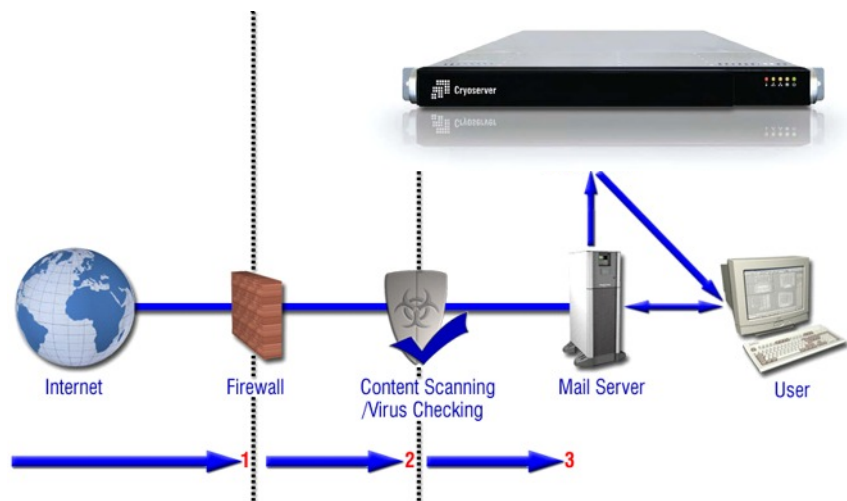 Cryoserver
Internet
Firewall
Content Scanning
/Virus Checking
Mail Server
User
1
2
3